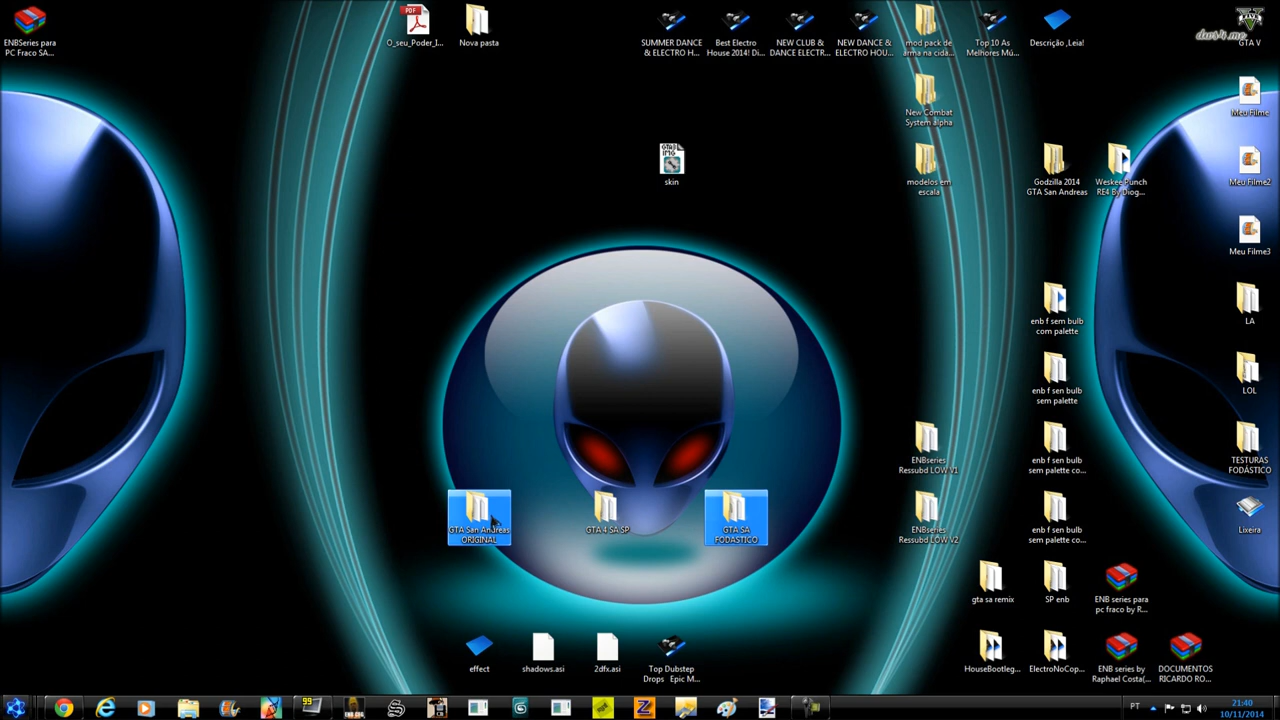 ENBSeries para
PC Fraco SA...
O_seu_Poder_I...
Nova pasta
SUMMER DANCE
& ELECTRO H...
Best Electro
House 2014! Di...
NEW CLUB &
DANCE ELECTR...
NEW DANCE &
ELECTRO HOU...
mod pack de
arma na cida...
Top 10 As
Melhores Mú...
Descrição ,Leia!
GTA V
New Combat
System alpha
Meu Filme
skin
modelos em
escala
Godzilla 2014
GTA San Andreas
Weskee Punch
RE4 By Diog...
Meu Filme2
Meu Filme3
enb f sem bulb
com palette
LA
enb f sen bulb
sem palette
LOL
ENBseries
Ressubd LOW V1
enb f sen bulb
sem palette co...
TESTURAS
FODÁSTICO
GTA San Andreas
ORIGINAL
GTA 4 SA SP
GTA SA
FODASTICO
ENBseries
Ressubd LOW V2
enb f sen bulb
sem palette co...
Lixeira
gta sa remix
SP enb
ENB series para
pc fraco by R...
effect
shadows.asi
2dfx.asi
Top Dubstep
Drops Epic M...
HouseBootleg...
ElectroNoCop...
ENB series by
Raphael Costa(...
DOCUMENTOS
RICARDO RO...
PT
21:40
10/11/2014